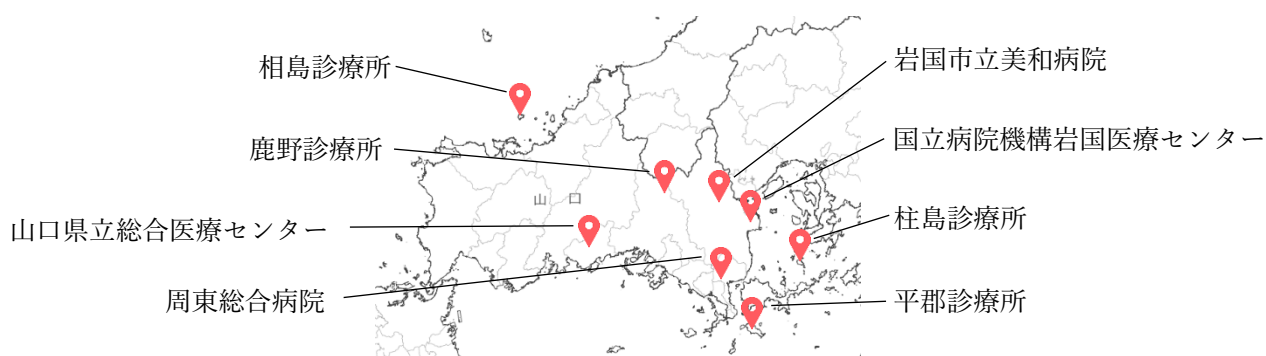 相島診療所
鹿野診療所
山口県立総合医療センター
周東総合病院
山口
岩国市立美和病院
国立病院機構岩国医療センター
柱島診療所
平郡診療所